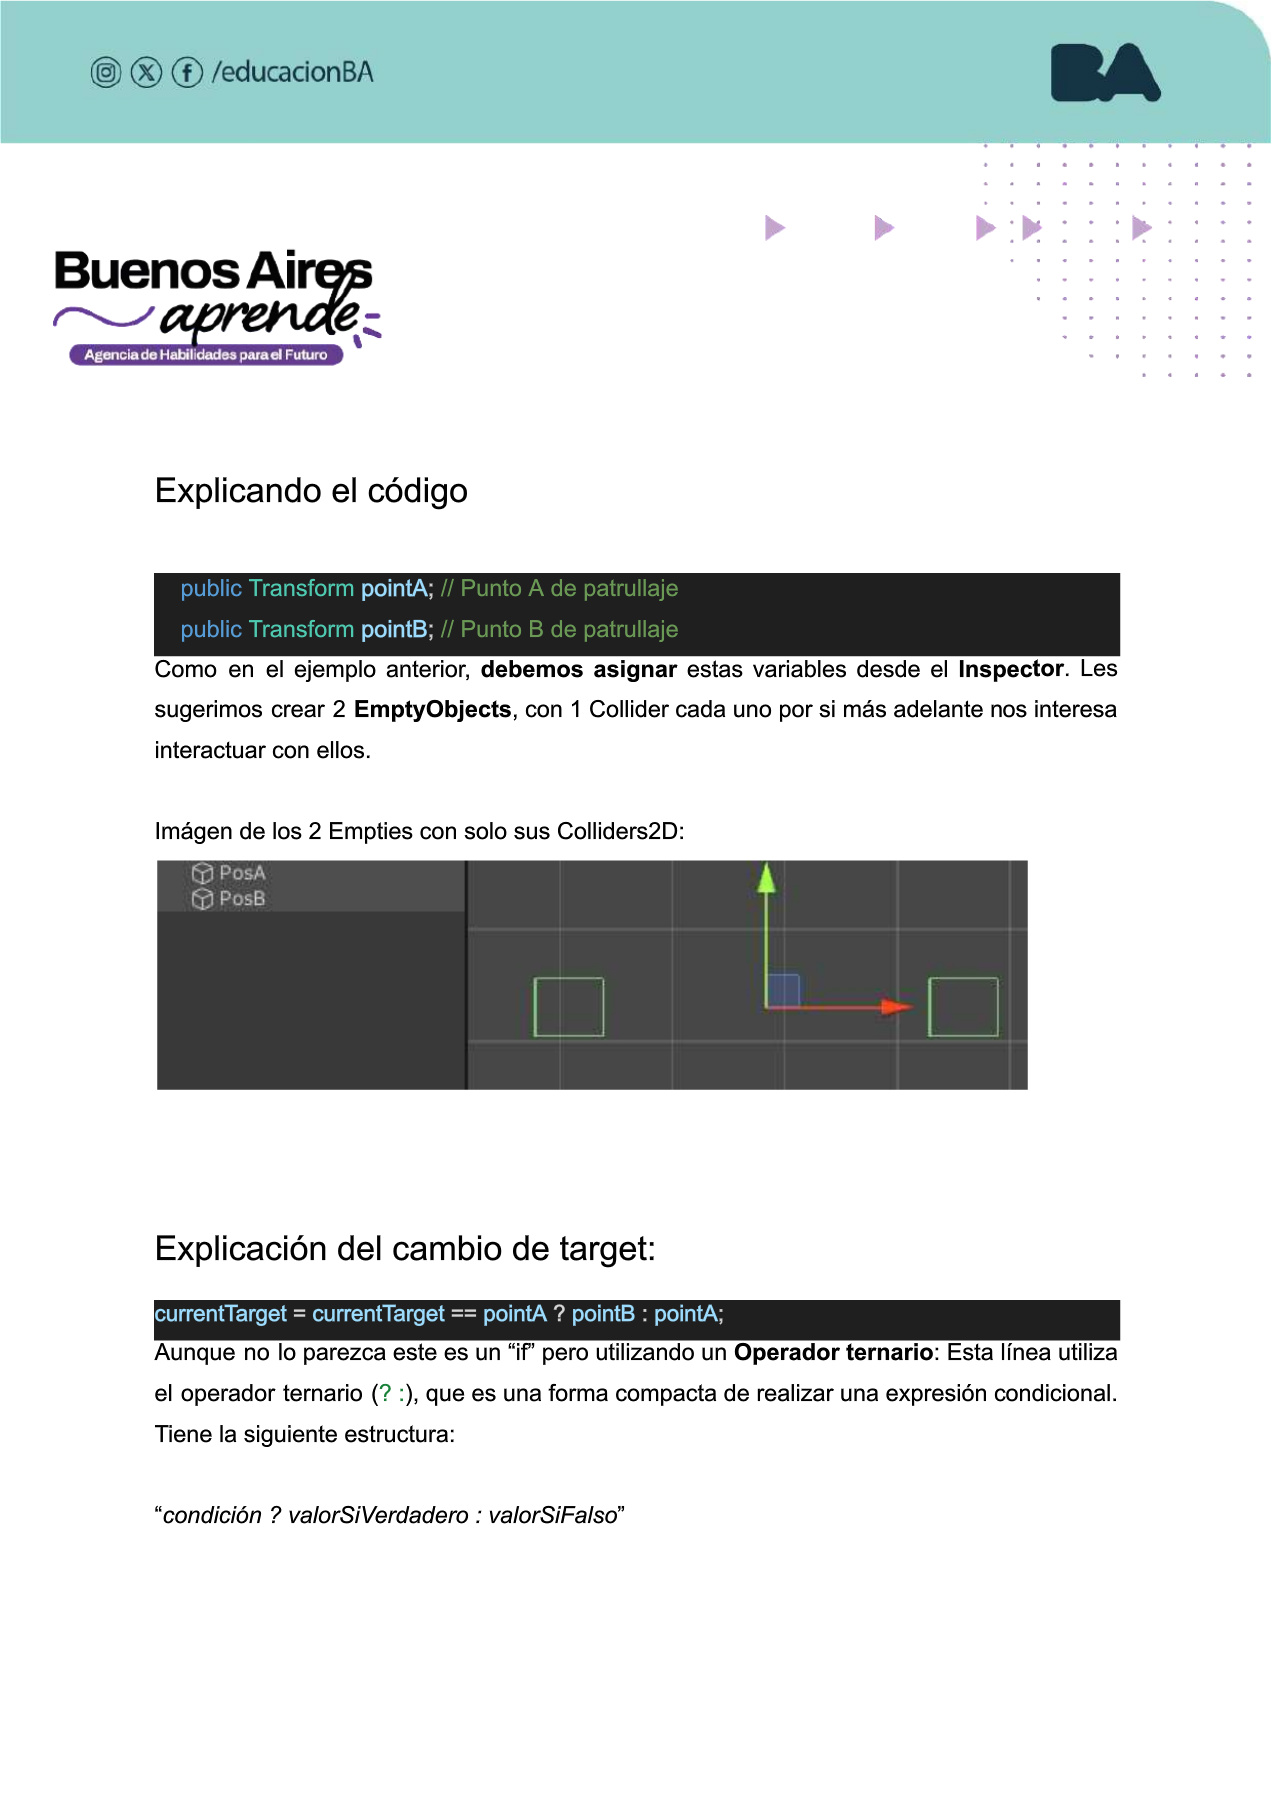 /educacionBA
BA
Buenos Aires
aprende
Agencia de Habilidades para el Futuro
Explicando el código
public Transform pointA; // Punto A de patrullaje
public Transform pointB; // Punto B de patrullaje
Como en el ejemplo anterior, debemos asignar estas variables desde el Inspector. Les
sugerimos crear 2 EmptyObjects, con 1 Collider cada uno por si más adelante nos interesa
interactuar con ellos.
Imágen de los 2 Empties con solo sus Colliders2D:
PosA
PosB
Explicación del cambio de target:
currentTarget = currentTarget == pointA ? pointB : pointA;
Aunque no lo parezca este es un “if” pero utilizando un Operador ternario: Esta línea utiliza
el operador ternario (? :), que es una forma compacta de realizar una expresión condicional.
Tiene la siguiente estructura:
“condición ? valorSiVerdadero : valorSiFalso”